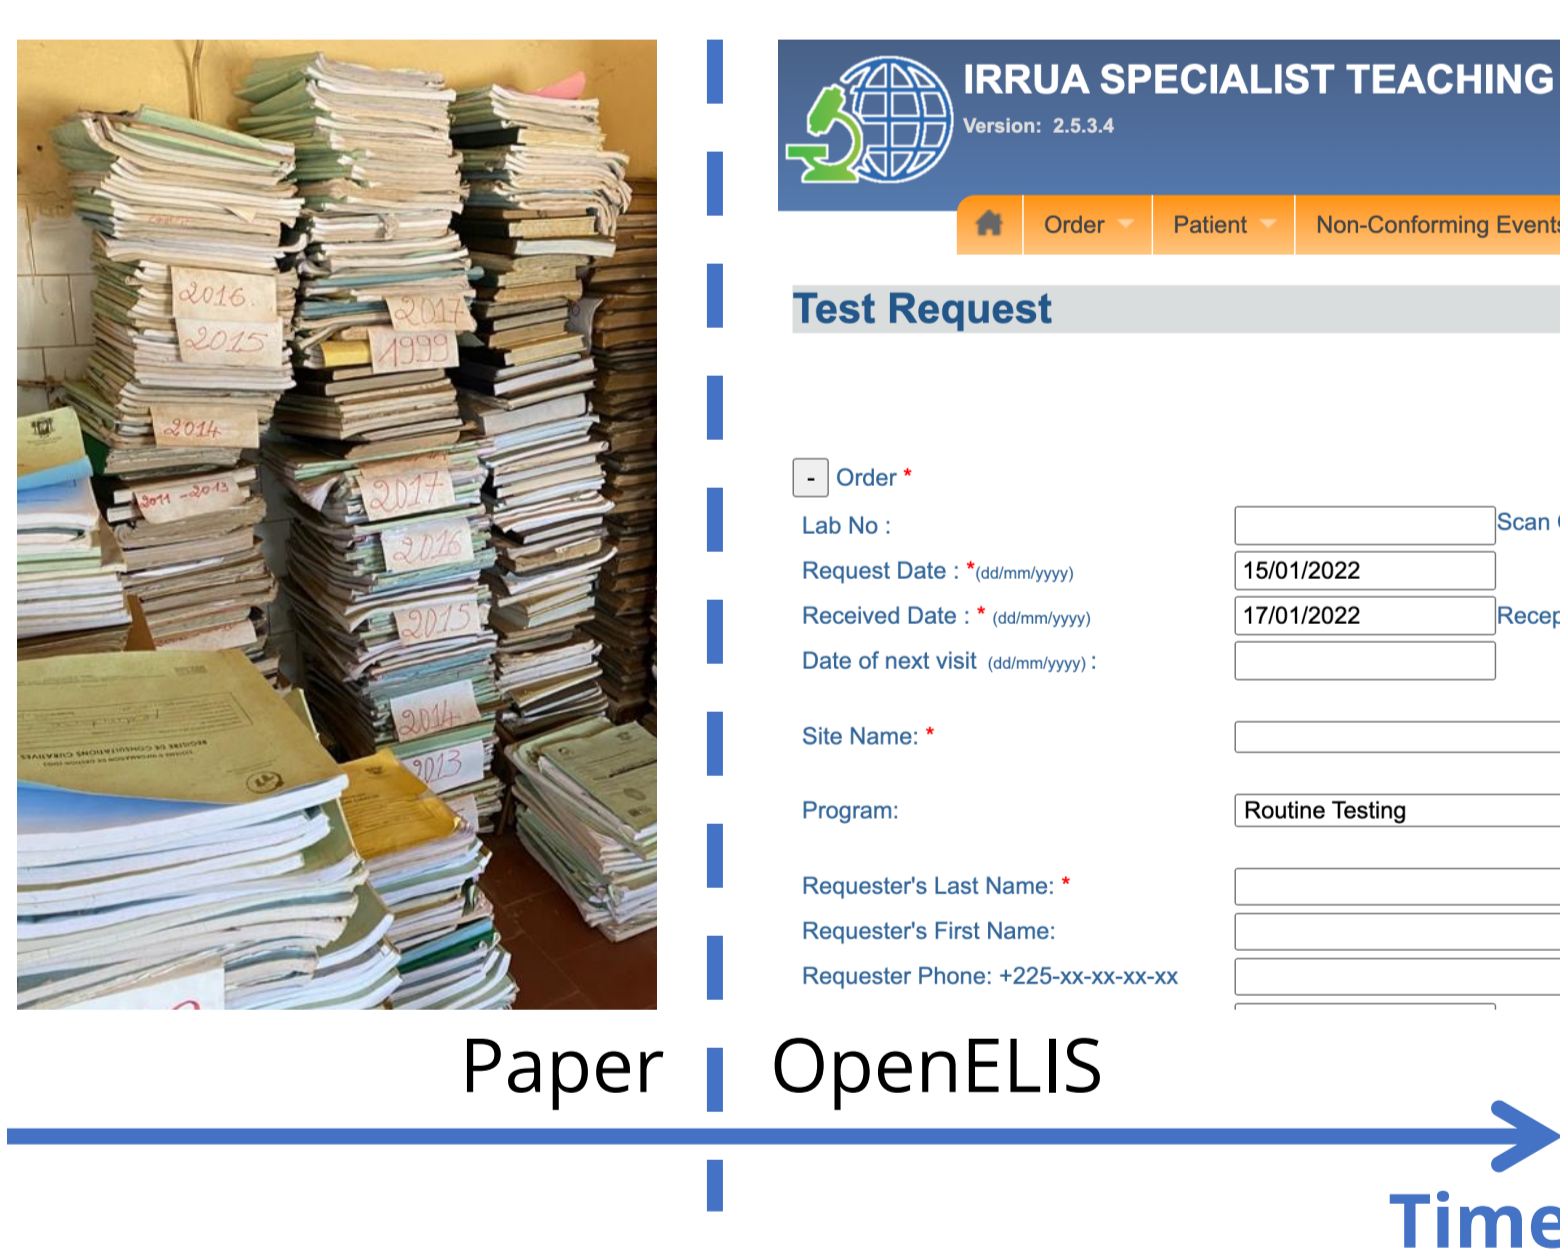 2016.
2015
2014
2011 - 2013
2017
1999
2017
2016
2015
2014
2013
REGISTRE DE CONSULTATIONS CURATIVES
IRRUA SPECIALIST TEACHING
Version: 2.5.3.4
Order
Patient
Non-Conforming Events
Test Request
- Order *
Lab No :
Scan
Request Date : *(dd/mm/yyyy) 15/01/2022
Received Date : * (dd/mm/yyyy) 17/01/2022 Recep
Date of next visit (dd/mm/yyyy) :
Site Name: *
Program: Routine Testing
Requester's Last Name: *
Requester's First Name:
Requester Phone: +225-xx-xx-xx-xx
Paper
OpenELIS
Time